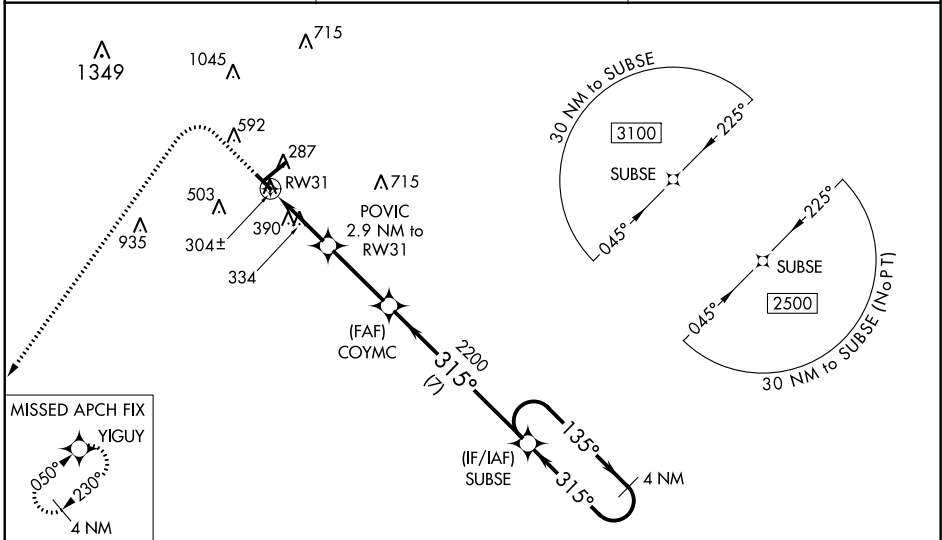 1349
1045
715
592
287
RW31
715
503
935
304±
390
334
POVIC
2.9 NM to
RW31
(FAF)
COYMC
2200
315°
(7)
(IF/IAF)
SUBSE
135°
315°
4 NM
30 NM to SUBSE
3100
SUBSE
225°
045°
225°
SUBSE
2500
045°
30 NM to SUBSE (NoPT)
MISSED APCH FIX
YIGUY
050°
230°
4 NM